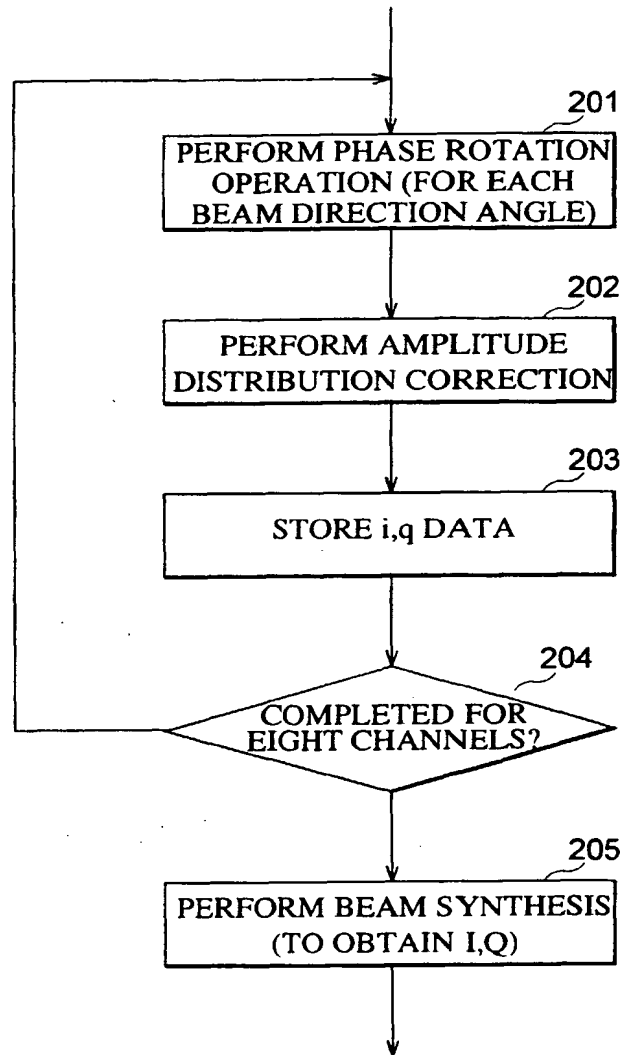 201
PERFORM PHASE ROTATION
OPERATION (FOR EACH
BEAM DIRECTION ANGLE)
202
PERFORM AMPLITUDE
DISTRIBUTION CORRECTION
203
STORE i,q DATA
204
COMPLETED FOR
EIGHT CHANNELS?
205
PERFORM BEAM SYNTHESIS
(TO OBTAIN I,Q)